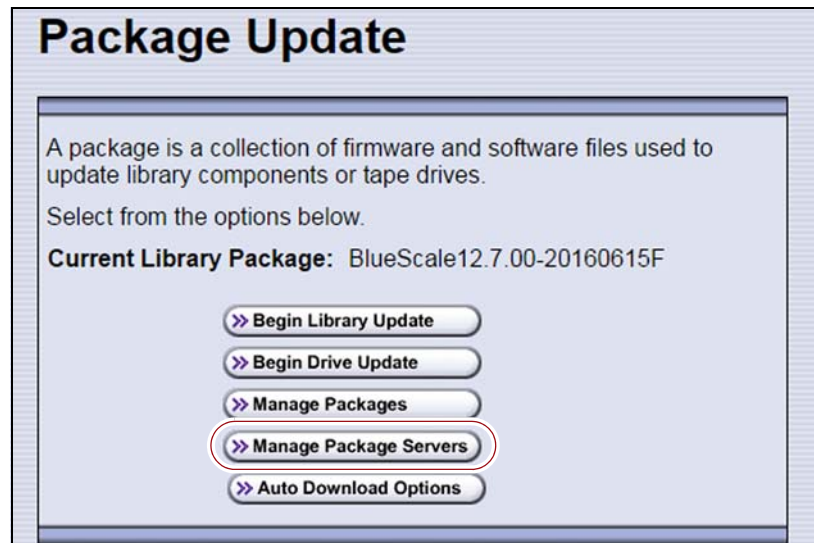 Package Update
A package is a collection of firmware and software files used to
update library components or tape drives.
Select from the options below.
Current Library Package: BlueScale12.7.00-20160615F
>> Begin Library Update
>> Begin Drive Update
>> Manage Packages
>> Manage Package Servers
>> Auto Download Options